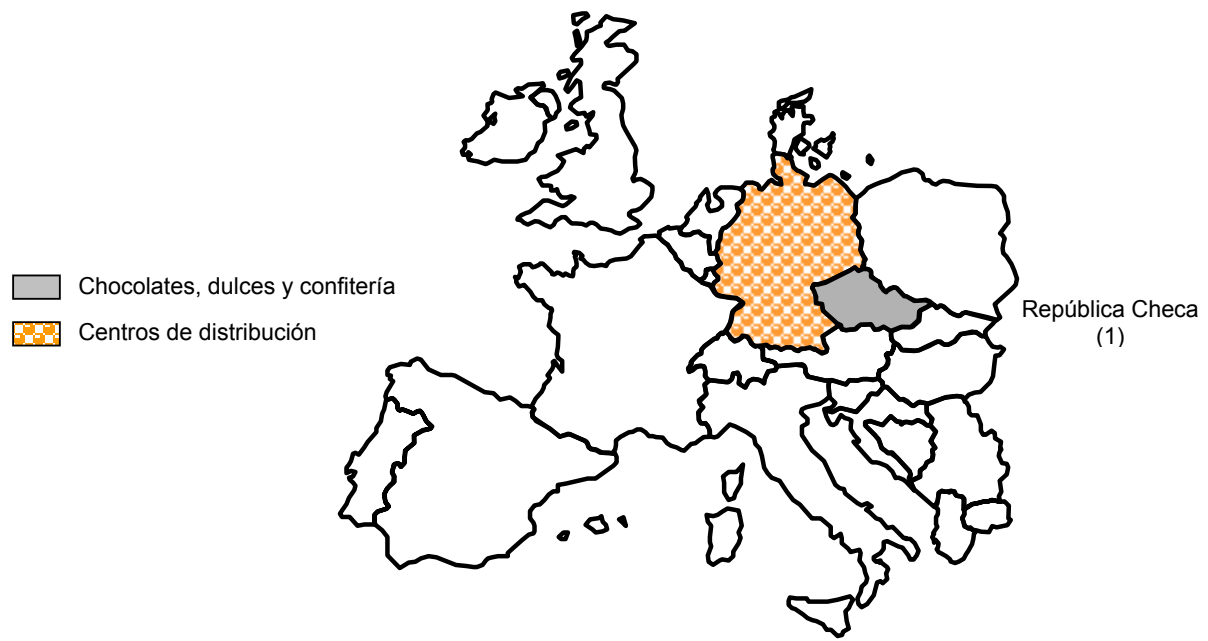 Chocolates, dulces y confitería
Centros de distribución
República Checa
(1)